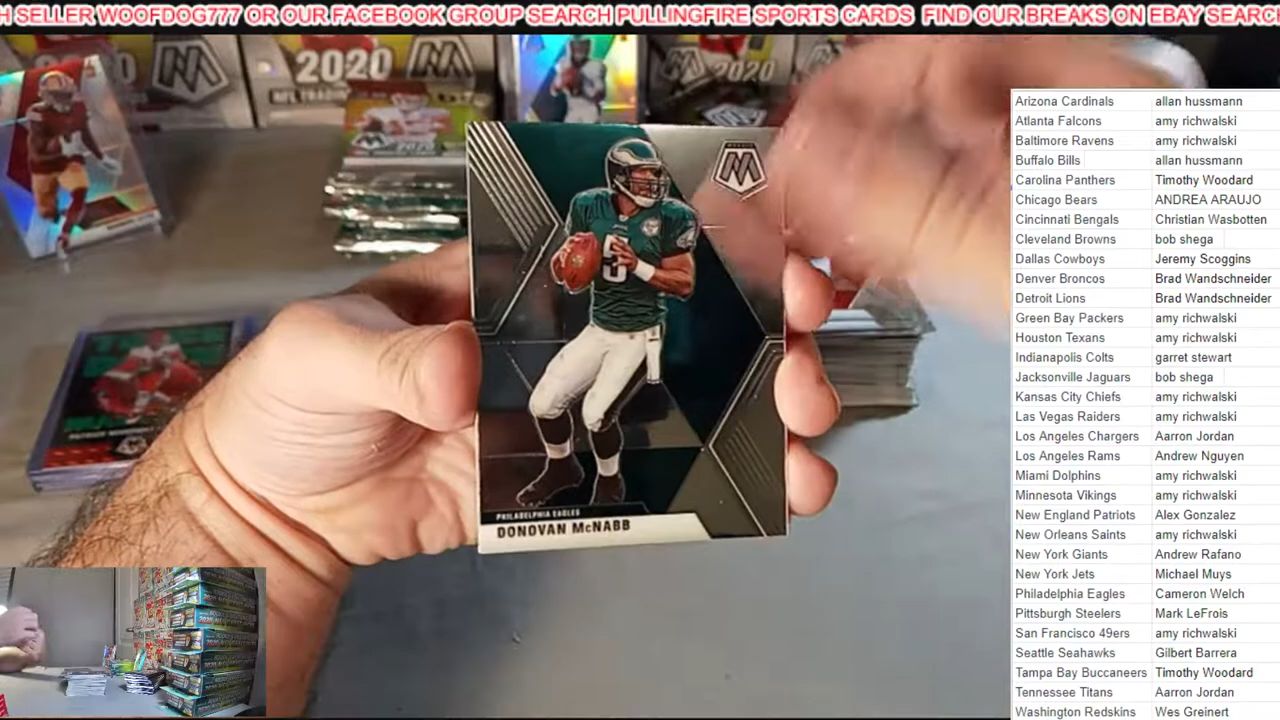 H SELLER WOOFDOG777 OR OUR FACEBOOK GROUP SEARCH PULLINGFIRE SPORTS CARDS FIND OUR BREAKS ON EBAY SEARCH
2020
NFL TRADIN
2020
2020
PHILADELPHIA EAGLES
DONOVAN McNABB
5
Arizona Cardinals allan hussmann
Atlanta Falcons amy richwalski
Baltimore Ravens amy richwalski
Buffalo Bills allan hussmann
Carolina Panthers Timothy Woodard
Chicago Bears ANDREA ARAUJO
Cincinnati Bengals Christian Wasbotten
Cleveland Browns bob shega
Dallas Cowboys Jeremy Scoggins
Denver Broncos Brad Wandschneider
Detroit Lions Brad Wandschneider
Green Bay Packers amy richwalski
Houston Texans amy richwalski
Indianapolis Colts garret stewart
Jacksonville Jaguars bob shega
Kansas City Chiefs amy richwalski
Las Vegas Raiders amy richwalski
Los Angeles Chargers Aarron Jordan
Los Angeles Rams Andrew Nguyen
Miami Dolphins amy richwalski
Minnesota Vikings amy richwalski
New England Patriots Alex Gonzalez
New Orleans Saints amy richwalski
New York Giants Andrew Rafano
New York Jets Michael Muys
Philadelphia Eagles Cameron Welch
Pittsburgh Steelers Mark LeFrois
San Francisco 49ers amy richwalski
Seattle Seahawks Gilbert Barrera
Tampa Bay Buccaneers Timothy Woodard
Tennessee Titans Aarron Jordan
Washington Redskins Wes Greinert